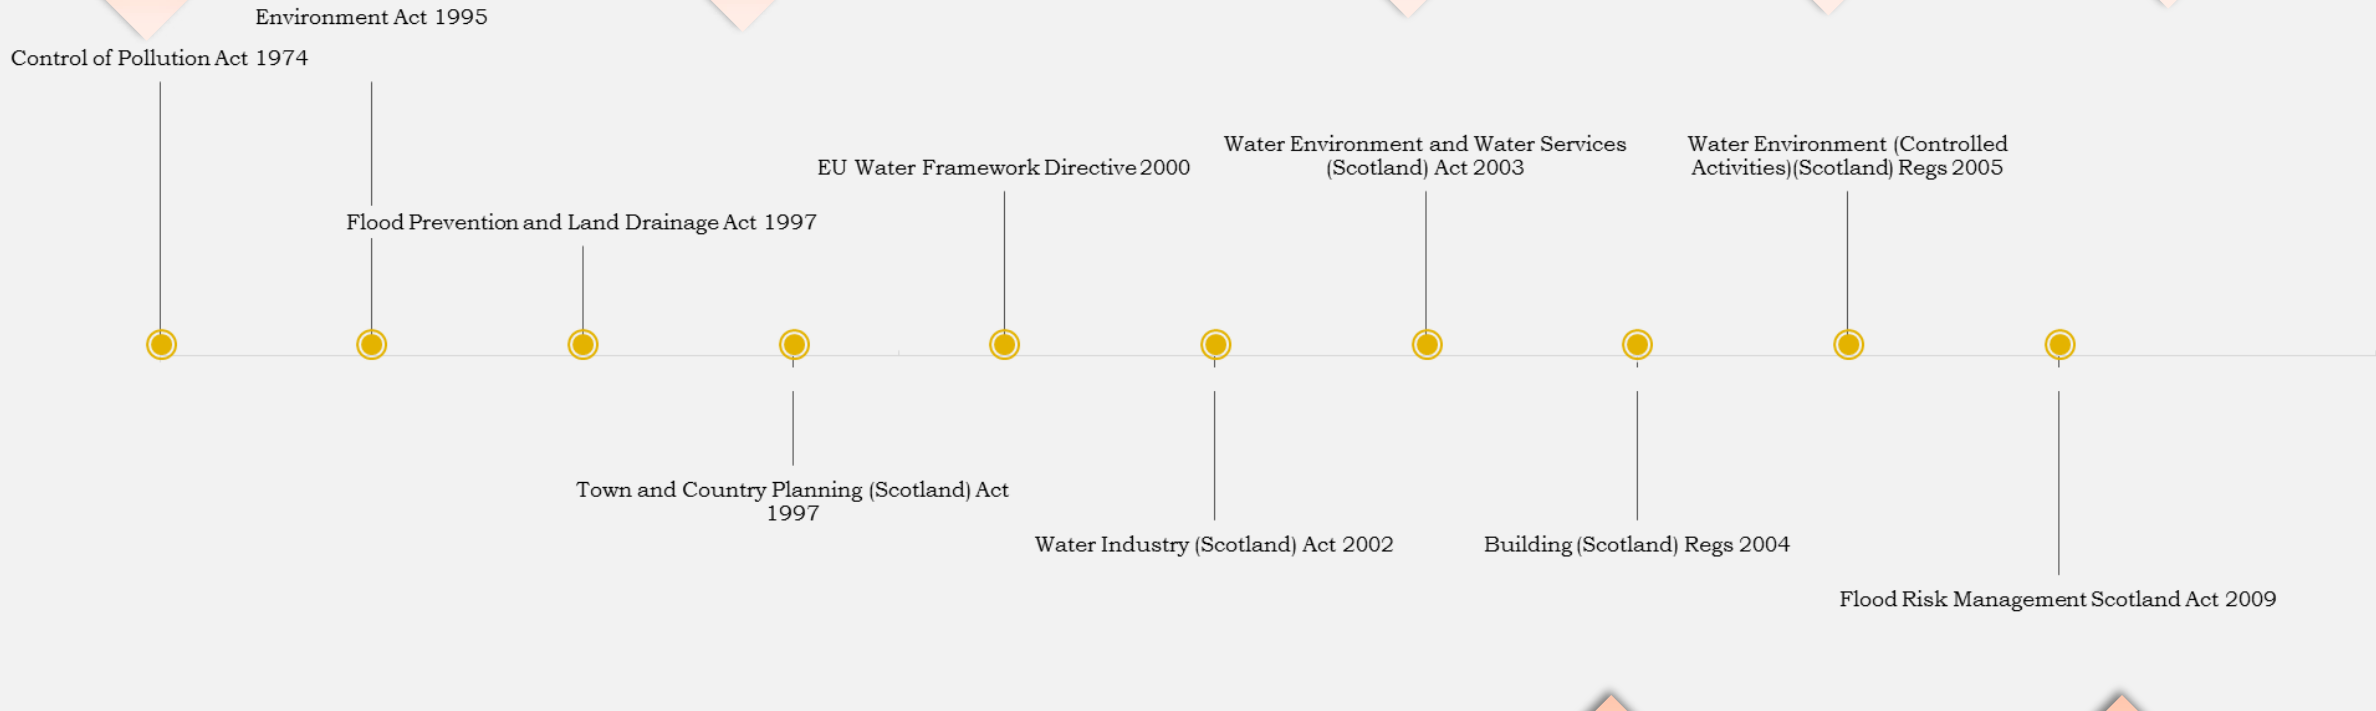 Environment Act 1995
Control of Pollution Act 1974
Water Environment and Water Services
(Scotland) Act 2003
Water Environment (Controlled
Activities)(Scotland) Regs 2005
EU Water Framework Directive 2000
Flood Prevention and Land Drainage Act 1997
Town and Country Planning (Scotland) Act
1997
Water Industry (Scotland) Act 2002
Building (Scotland) Regs 2004
Flood Risk Management Scotland Act 2009